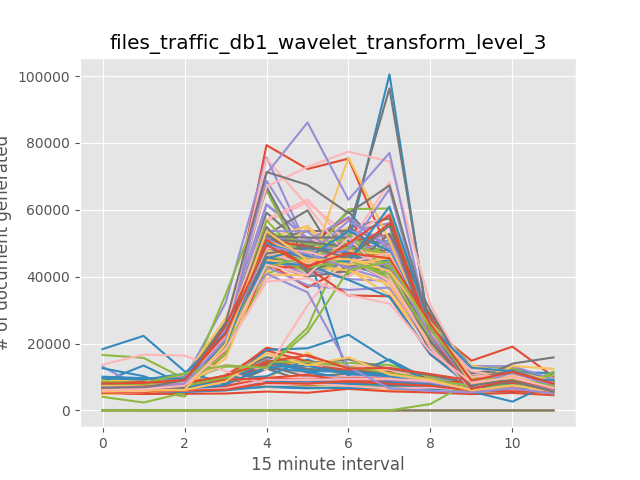 files_traffic_db1_wavelet_transform_level_3
100000
80000
60000
40000
20000
0
# of document generated
0 2 4 6 8 10
15 minute interval